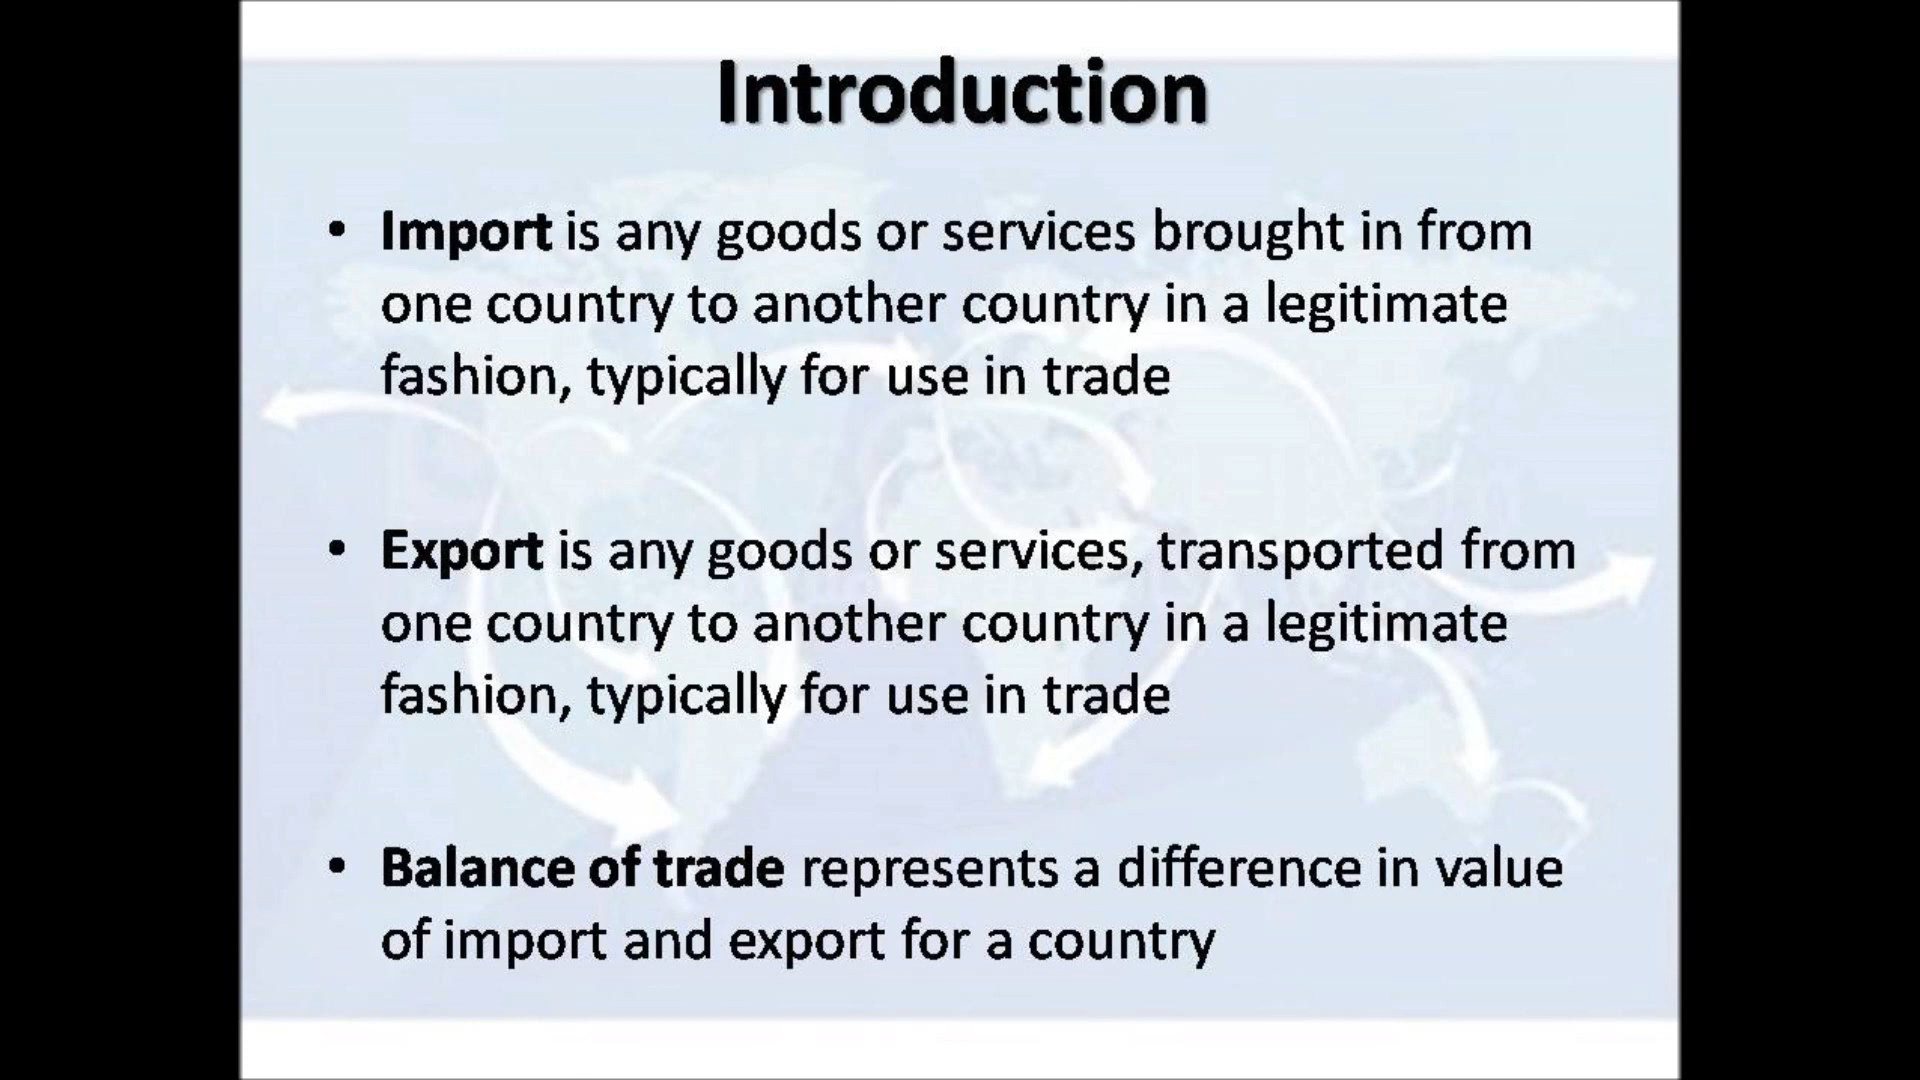 Introduction
• Import is any goods or services brought in from
one country to another country in a legitimate
fashion, typically for use in trade
• Export is any goods or services, transported from
one country to another country in a legitimate
fashion, typically for use in trade
• Balance of trade represents a difference in value
of import and export for a country